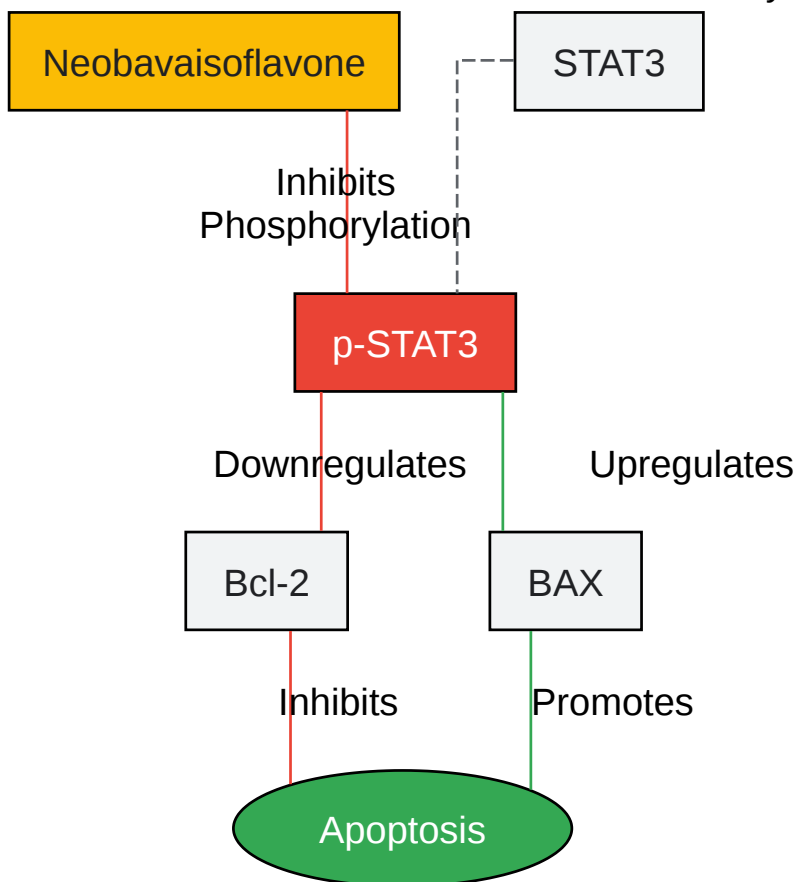 Neobavaisoflavone
STAT3
Inhibits
Phosphorylation
p-STAT3
Downregulates
Upregulates
Bcl-2
BAX
Inhibits
Promotes
Apoptosis